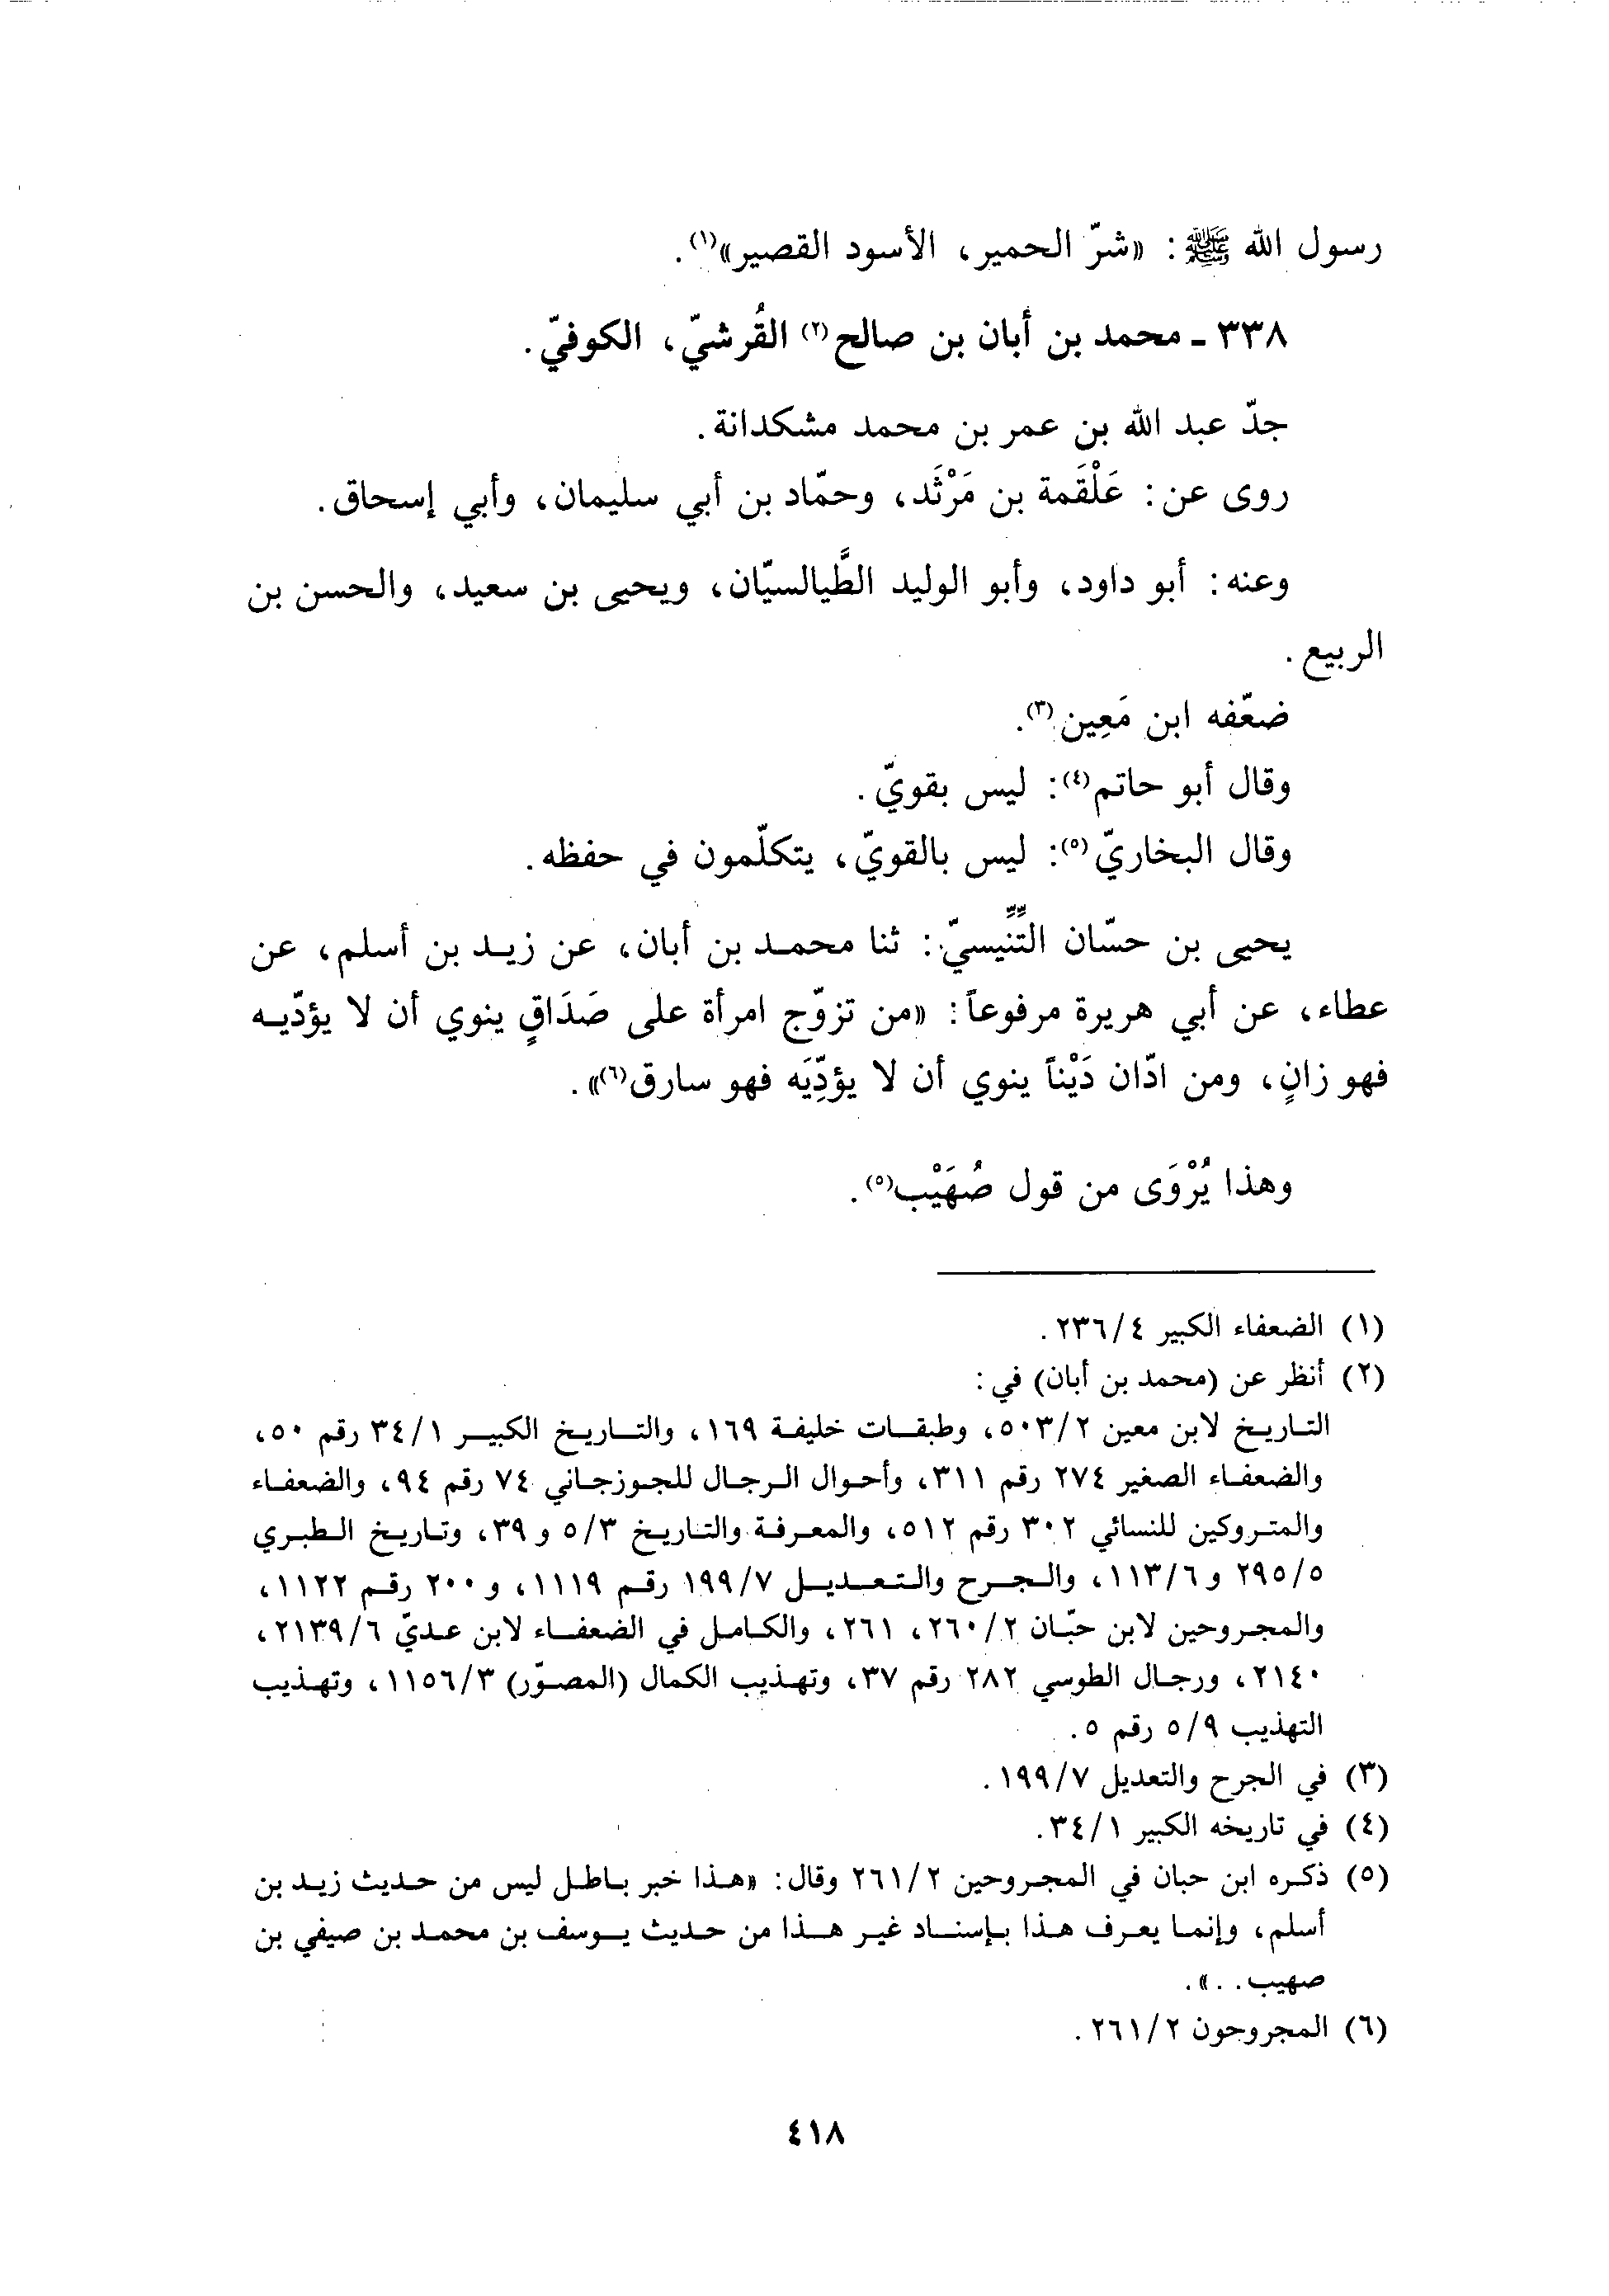 رسول الله ﷺ: «شرّ الحمير، الأسود القصير»(١).
٣٣٨ ـ محمد بن أبان بن صالح(٢) القُرشيّ، الكوفيّ.
جدّ عبد الله بن عمر بن محمد مشكدانة.
روى عن: عَلْقَمة بن مَرْثَد، وحمّاد بن أبي سليمان، وأبي إسحاق.
وعنه: أبو داود، وأبو الوليد الطَّيالسيّان، ويحيى بن سعيد، والحسن بن
الربيع.
ضعّفه ابن مَعِين(٣).
وقال أبو حاتم(٤): ليس بقويّ.
وقال البخاريّ(٥): ليس بالقويّ، يتكلّمون في حفظه.
يحيى بن حسّان التِّنِّيسيّ: ثنا محمد بن أبان، عن زيد بن أسلم، عن
عطاء، عن أبي هريرة مرفوعاً: «من تزوّج امرأة على صَدَاقٍ ينوي أن لا يؤدّيه
فهو زانٍ، ومن ادّان دَيْناً ينوي أن لا يؤدِّيَه فهو سارق(٦)».
وهذا يُرْوَى من قول صُهَيْب(٥).
(١) الضعفاء الكبير ٢٣٦/٤.
(٢) أنظر عن (محمد بن أبان) في:
التاريخ لابن معين ٥٠٣/٢، وطبقات خليفة ١٦٩، والتاريخ الكبير ٣٤/١ رقم ٥٠،
والضعفاء الصغير ٢٧٤ رقم ٣١١، وأحوال الرجال للجوزجاني ٧٤ رقم ٩٤، والضعفاء
والمتروكين للنسائي ٣٠٢ رقم ٥١٢، والمعرفة والتاريخ ٥/٣ و ٣٩، وتاريخ الطبري
٢٩٥/٥ و ١١٣/٦، والجرح والتعديل ١٩٩/٧ رقم ١١١٩، و ٢٠٠ رقم ١١٢٢،
والمجروحين لابن حبّان ٢٦٠/٢، ٢٦١، والكامل في الضعفاء لابن عديّ ٢١٣٩/٦،
٢١٤٠، ورجال الطوسي ٢٨٢ رقم ٣٧، وتهذيب الكمال (المصوّر) ١١٥٦/٣، وتهذيب
التهذيب ٥/٩ رقم ٥.
(٣) في الجرح والتعديل ١٩٩/٧.
(٤) في تاريخه الكبير ٣٤/١.
(٥) ذكره ابن حبان في المجروحين ٢٦١/٢ وقال: «هذا خبر باطل ليس من حديث زيد بن
أسلم، وإنما يعرف هذا بإسناد غير هذا من حديث يوسف بن محمد بن صيفي بن
صهيب..».
(٦) المجروحون ٢٦١/٢.
٤١٨